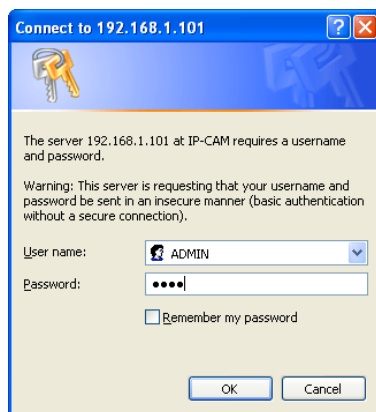 Connect to 192.168.1.101
The server 192.168.1.101 at IP-CAM requires a username
and password.
Warning: This server is requesting that your username and
password be sent in an insecure manner (basic authentication
without a secure connection).
User name:
ADMIN
Password:
●●●●
Remember my password
OK
Cancel